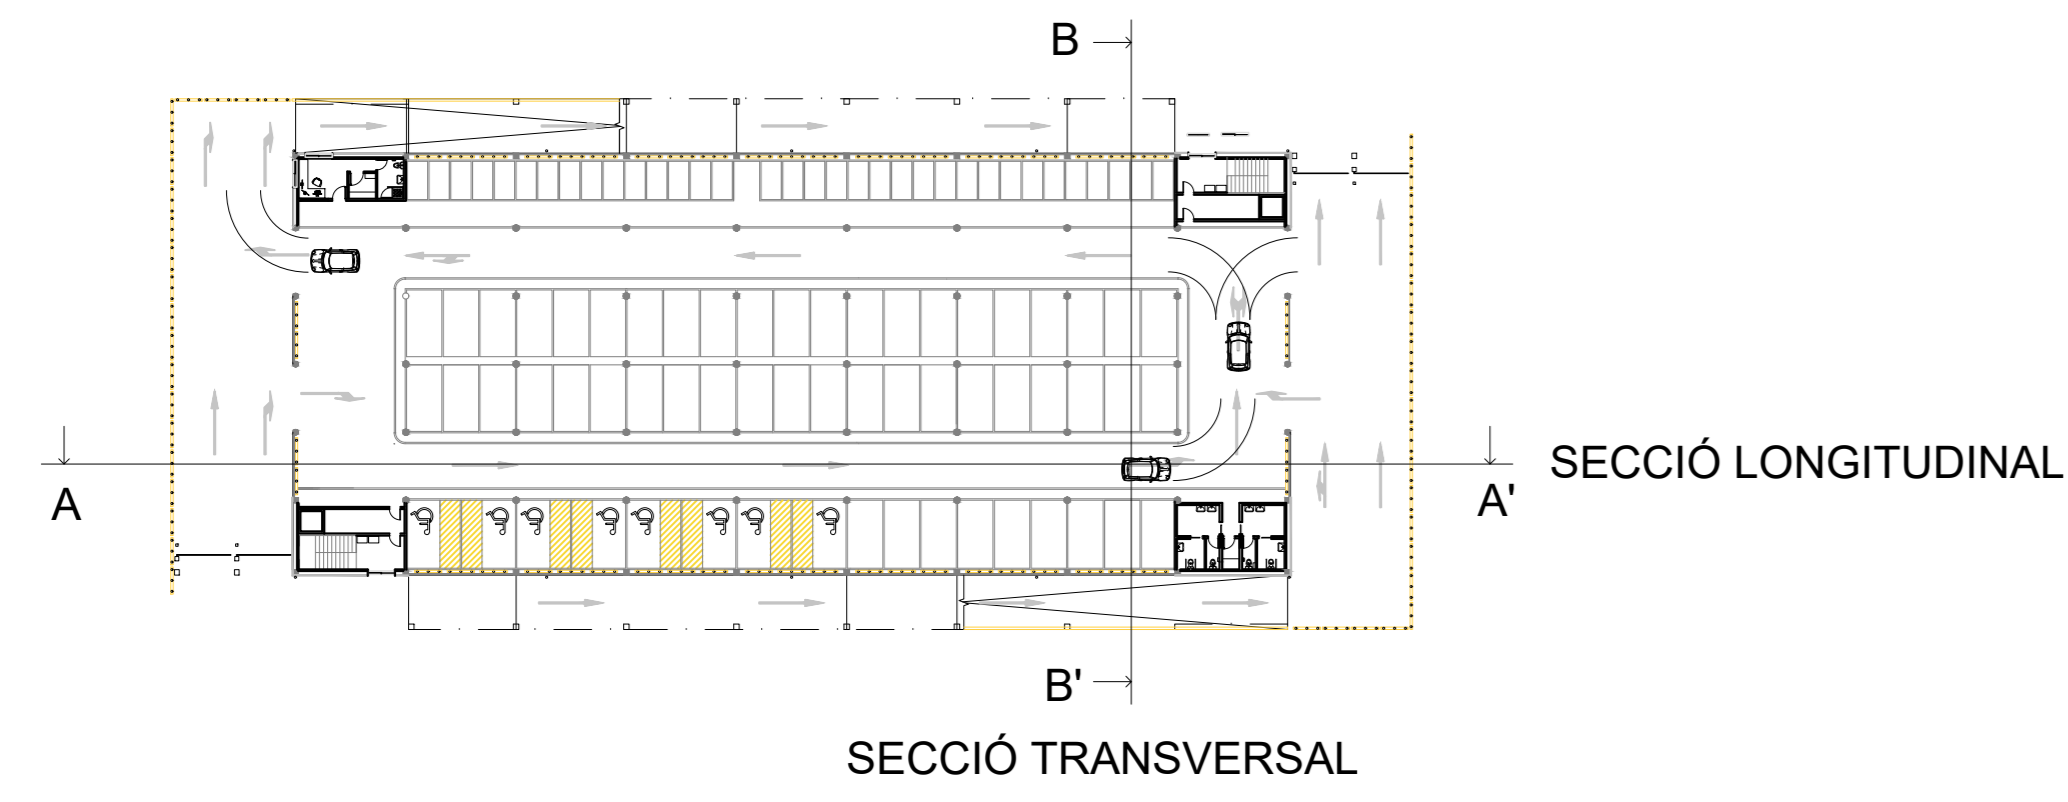 B
SECCIÓ LONGITUDINAL
A
A'
B'
SECCIÓ TRANSVERSAL